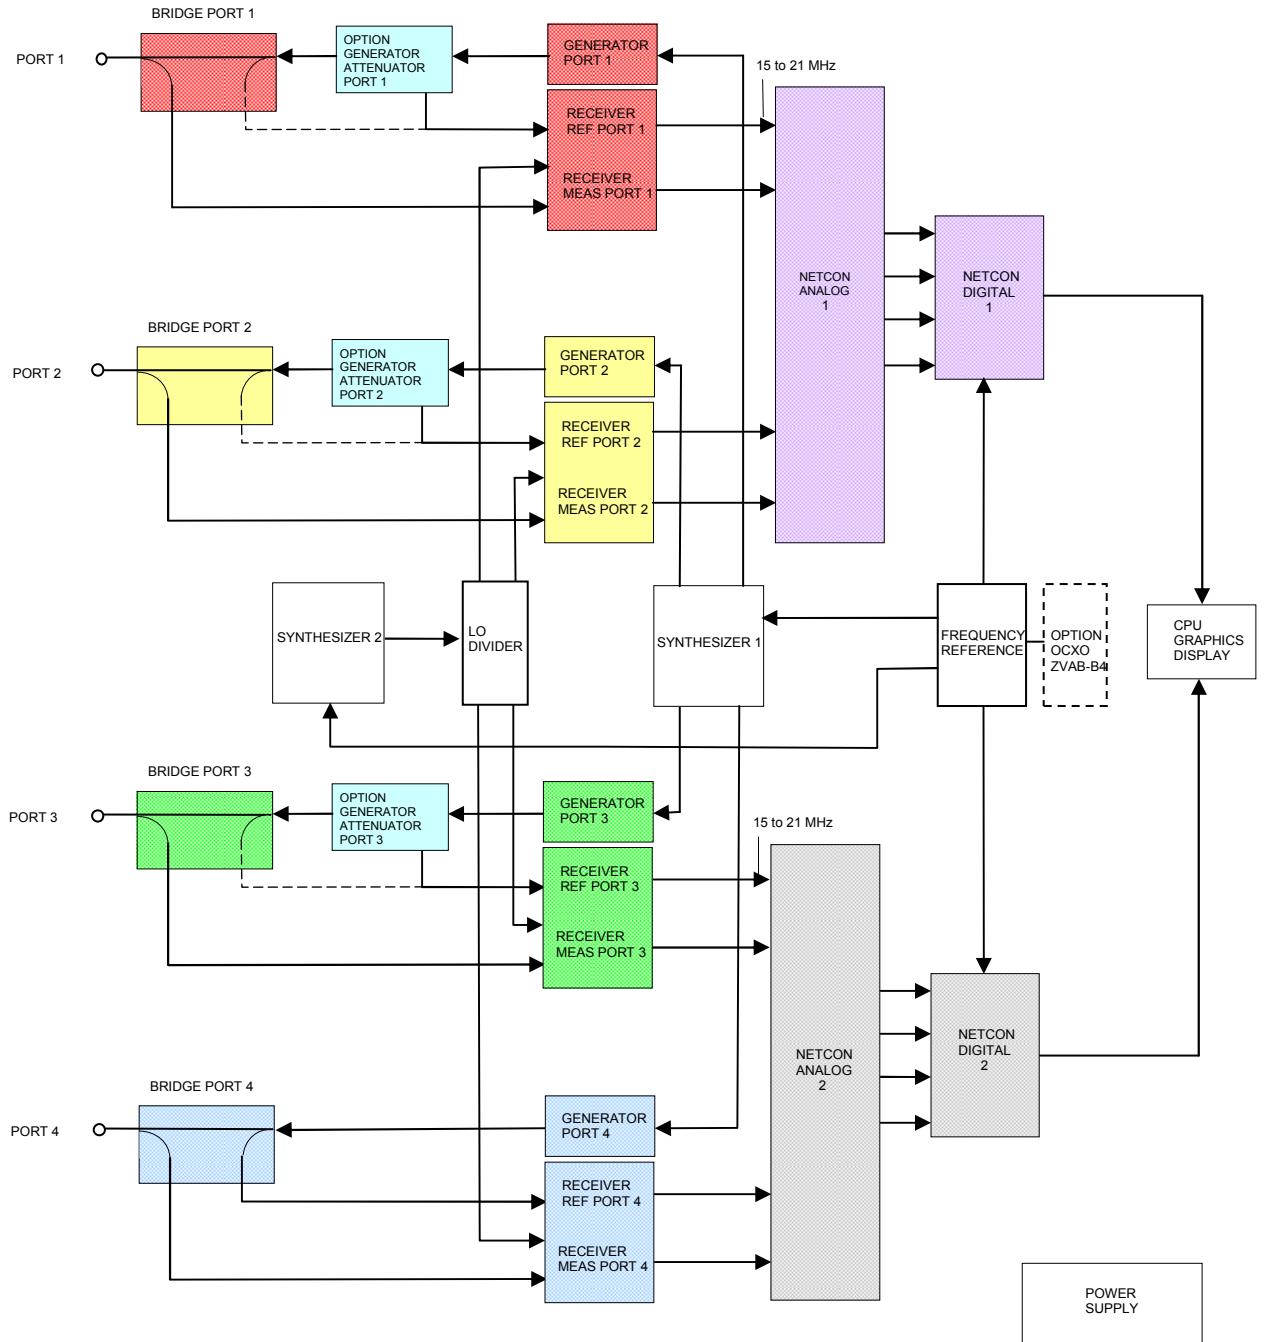 BRIDGE PORT 1
PORT 1
OPTION
GENERATOR
ATTENUATOR
PORT 1
GENERATOR
PORT 1
15 to 21 MHz
RECEIVER
REF PORT 1
RECEIVER
MEAS PORT 1
NETCON
ANALOG
1
NETCON
DIGITAL
1
BRIDGE PORT 2
PORT 2
OPTION
GENERATOR
ATTENUATOR
PORT 2
GENERATOR
PORT 2
RECEIVER
REF PORT 2
RECEIVER
MEAS PORT 2
SYNTHESIZER 2
LO
DIVIDER
SYNTHESIZER 1
FREQUENCY
REFERENCE
OPTION
OCXO
ZVAB-B4
CPU
GRAPHICS
DISPLAY
BRIDGE PORT 3
PORT 3
OPTION
GENERATOR
ATTENUATOR
PORT 3
GENERATOR
PORT 3
15 to 21 MHz
RECEIVER
REF PORT 3
RECEIVER
MEAS PORT 3
NETCON
ANALOG
2
NETCON
DIGITAL
2
BRIDGE PORT 4
PORT 4
GENERATOR
PORT 4
RECEIVER
REF PORT 4
RECEIVER
MEAS PORT 4
POWER
SUPPLY